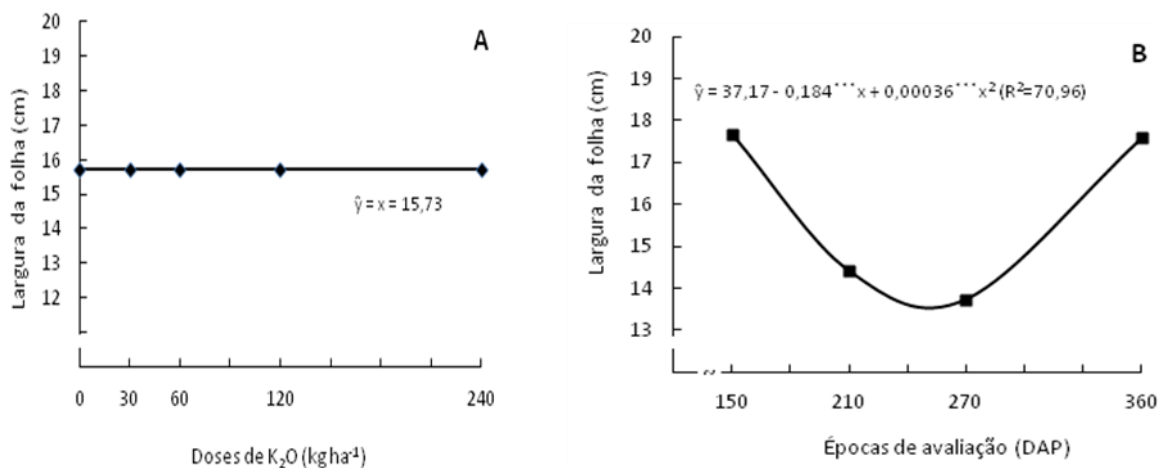 A
Largura da folha (cm)
20
19
18
17
16
15
14
13
12
ŷ = x = 15,73
0 30 60 120 240
Doses de K₂O (kg ha⁻¹)
B
Largura da folha (cm)
20
19
18
17
16
15
14
13
ŷ = 37,17 - 0,184***x + 0,00036***x² (R²=70,96)
~
150 210 270 360
Épocas de avaliação (DAP)